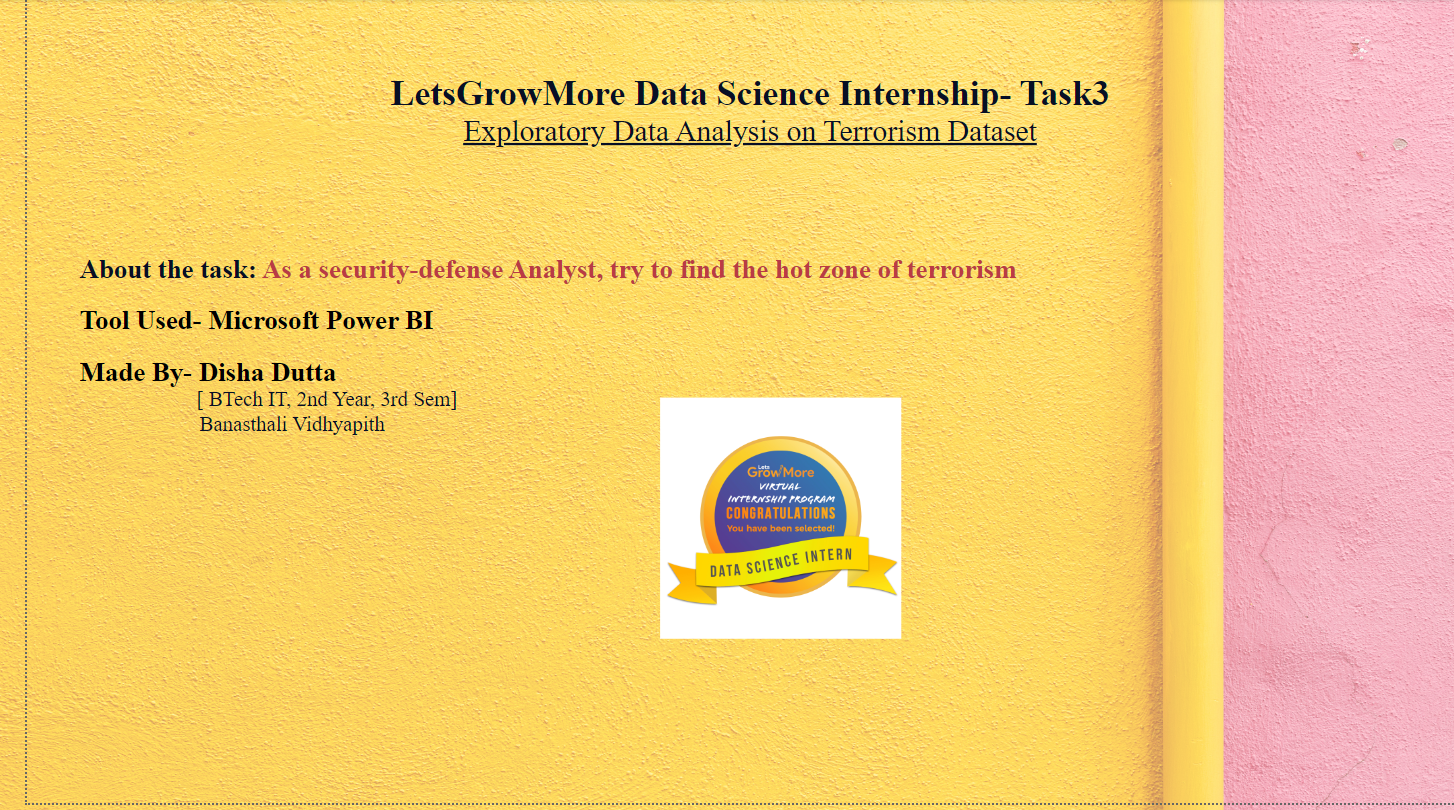 LetsGrowMore Data Science Internship- Task3
Exploratory Data Analysis on Terrorism Dataset
About the task: As a security-defense Analyst, try to find the hot zone of terrorism
Tool Used- Microsoft Power BI
Made By- Disha Dutta
[ BTech IT, 2nd Year, 3rd Sem]
Banasthali Vidhyapith
Lets
GrowMore
VIRTUAL
INTERNSHIP PROGRAM
CONGRATULATIONS
You have been selected!
DATA SCIENCE INTERN